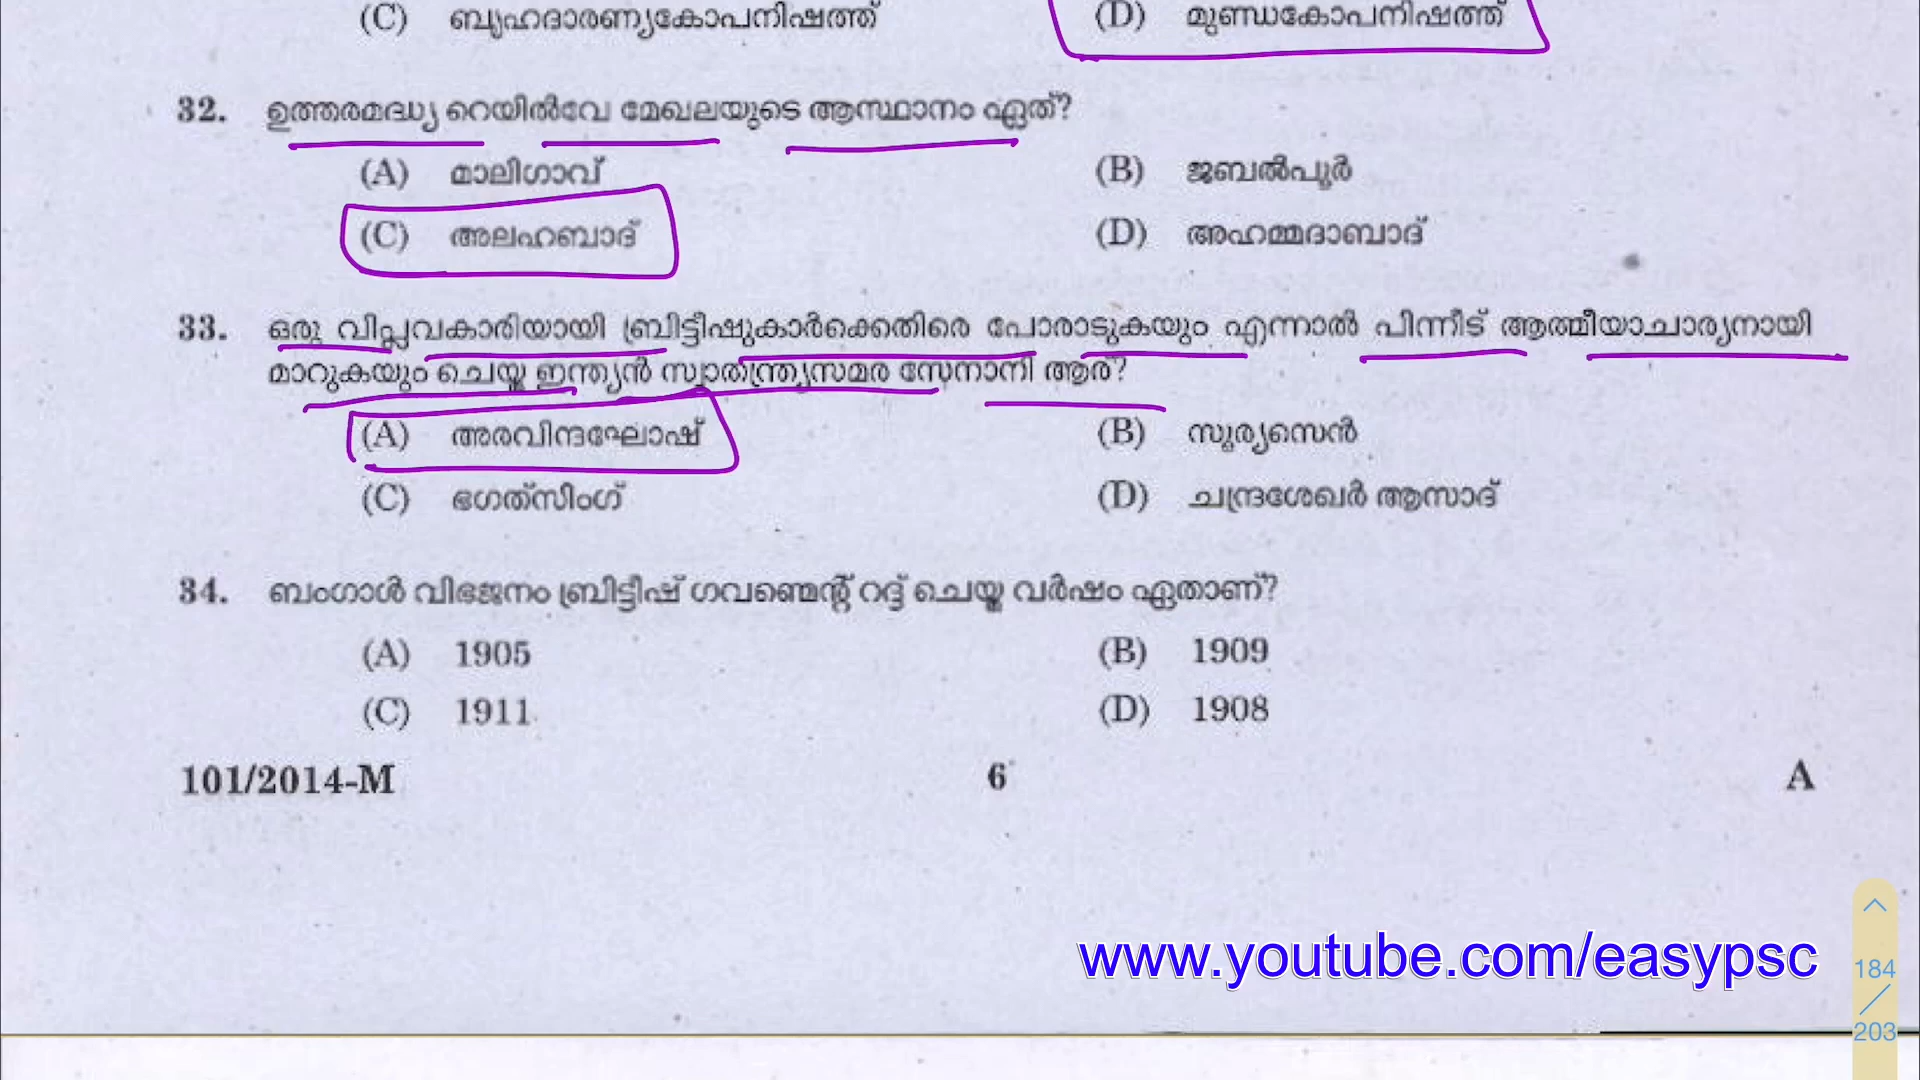 (C) ബൃഹദാരണ്യകോപനിഷത്ത് (D) മുണ്ഡകോപനിഷത്ത്
32. ഉത്തരമദ്ധ്യ റെയിൽവേ മേഖലയുടെ ആസ്ഥാനം ഏത്?
(A) മാലിഗാവ് (B) ജബൽപൂർ
(C) അലഹബാദ് (D) അഹമ്മദാബാദ്
33. ഒരു വിപ്ലവകാരിയായി ബ്രിട്ടീഷുകാർക്കെതിരെ പോരാടുകയും എന്നാൽ പിന്നീട് ആത്മീയാചാര്യനായി
മാറുകയും ചെയ്ത ഇന്ത്യൻ സ്വാതന്ത്ര്യസമര സേനാനി ആര്?
(A) അരവിന്ദഘോഷ് (B) സൂര്യസെൻ
(C) ഭഗത്സിംഗ് (D) ചന്ദ്രശേഖർ ആസാദ്
34. ബംഗാൾ വിഭജനം ബ്രിട്ടീഷ് ഗവണ്മെന്റ് റദ്ദ് ചെയ്ത വർഷം ഏതാണ്?
(A) 1905 (B) 1909
(C) 1911 (D) 1908
101/2014-M 6 A
www.youtube.com/easypsc
184
/
203